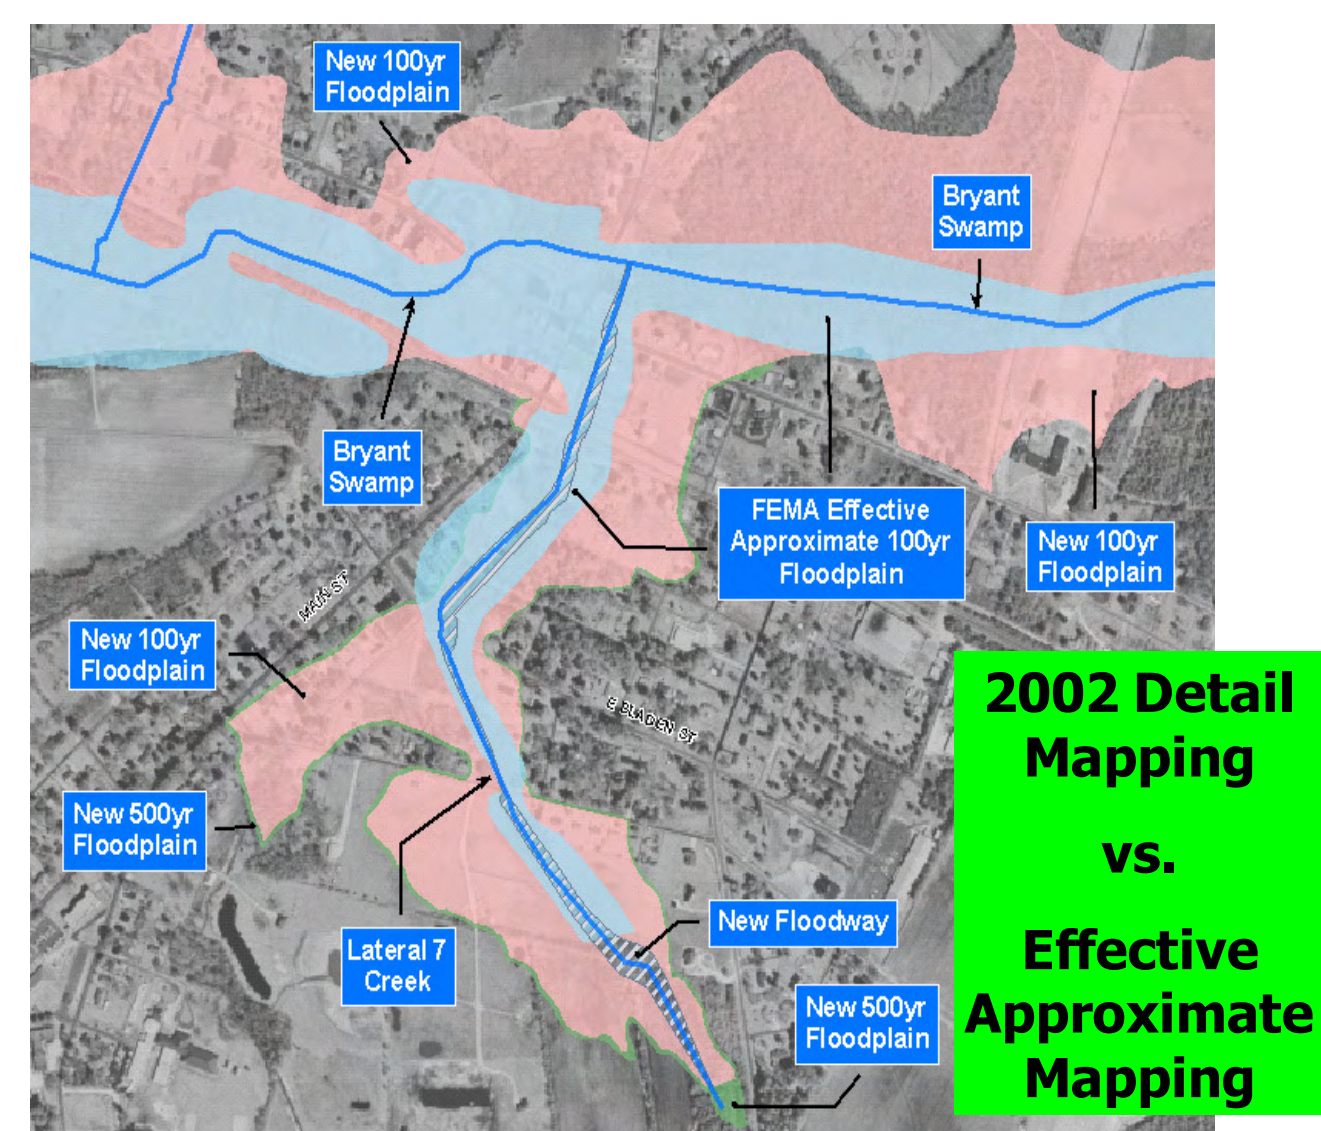 New 100yr
Floodplain
Bryant
Swamp
Bryant
Swamp
FEMA Effective
Approximate 100yr
Floodplain
New 100yr
Floodplain
MAIN ST
New 100yr
Floodplain
E BLADEN ST
New 500yr
Floodplain
New Floodway
Lateral 7
Creek
New 500yr
Floodplain
2002 Detail
Mapping
vs.
Effective
Approximate
Mapping